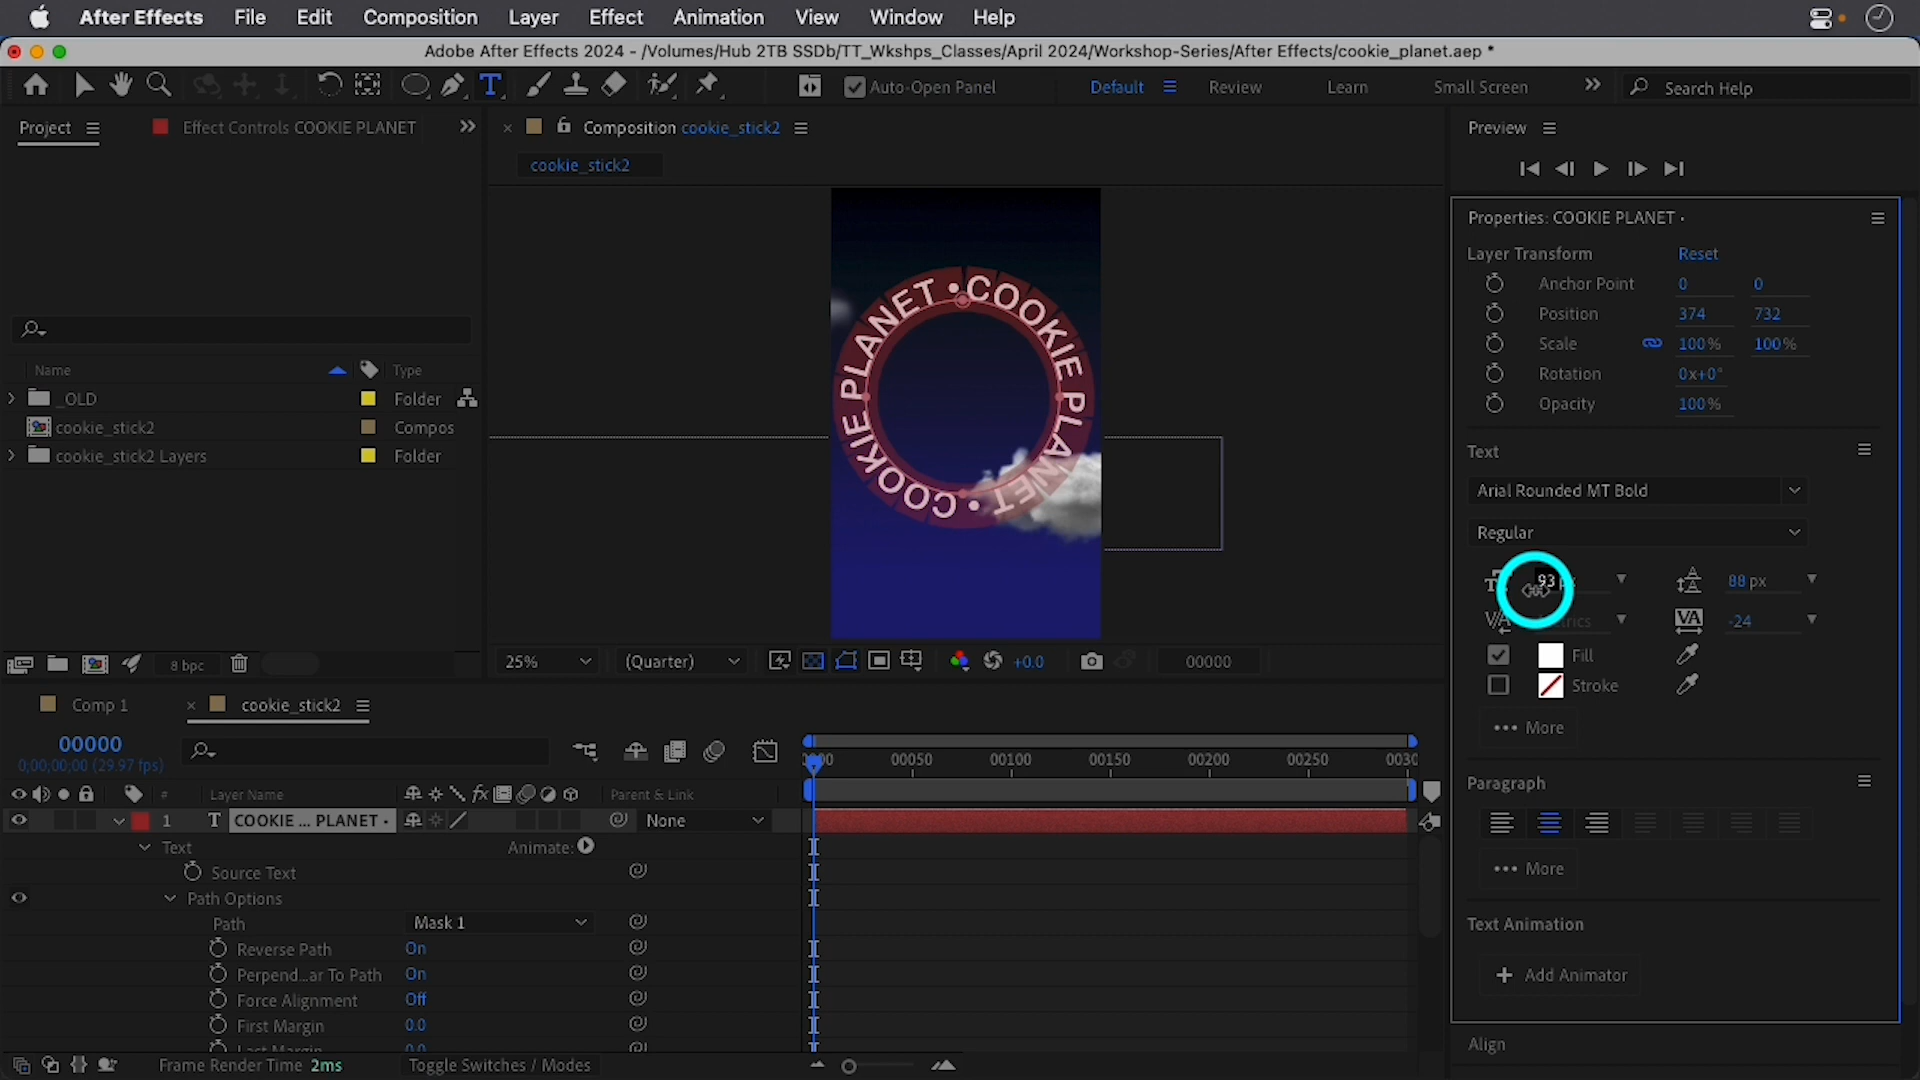 After Effects File Edit Composition Layer Effect Animation View Window Help
Adobe After Effects 2024 - /Volumes/Hub 2TB SSDb/TT_Wkshps_Classes/April 2024/Workshop-Series/After Effects/cookie_planet.aep *
Auto-Open Panel Default Review Learn Small Screen Search Help
Project Effect Controls COOKIE PLANET Composition cookie_stick2 Preview
cookie_stick2
Properties: COOKIE PLANET •
Layer Transform Reset
Anchor Point 0 0
Position 374 732
Scale 100 % 100 %
Rotation 0x+0°
Opacity 100 %
Name Type
_OLD Folder
cookie_stick2 Compos
cookie_stick2 Layers Folder
COOKIE PLANET • COOKIE PLANET •
Text
Arial Rounded MT Bold
Regular
93 px 88 px
-24
Fill
Stroke
More
8 bpc 25% (Quarter) +0.0 00000
Comp 1 cookie_stick2
00000
0;00;00;00 (29.97 fps)
00050 00100 00150 00200 00250
# Layer Name fx Parent & Link
1 T COOKIE ... PLANET • None
Text Animate:
Source Text
Path Options
Path Mask 1
Reverse Path On
Perpend...ar To Path On
Force Alignment Off
First Margin 0.0
Last Margin 0.0
Frame Render Time 2ms Toggle Switches / Modes
Paragraph
More
Text Animation
+ Add Animator
Align